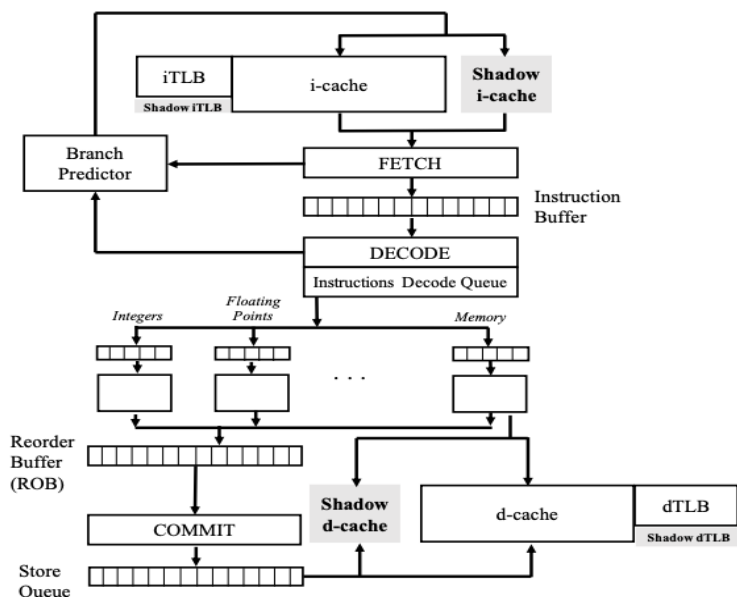 iTLB
Shadow iTLB
i-cache
Shadow
i-cache
Branch
Predictor
FETCH
Instruction
Buffer
DECODE
Instructions Decode Queue
Integers
Floating
Points
Memory
. . .
Reorder
Buffer
(ROB)
Shadow
d-cache
d-cache
dTLB
Shadow dTLB
COMMIT
Store
Queue